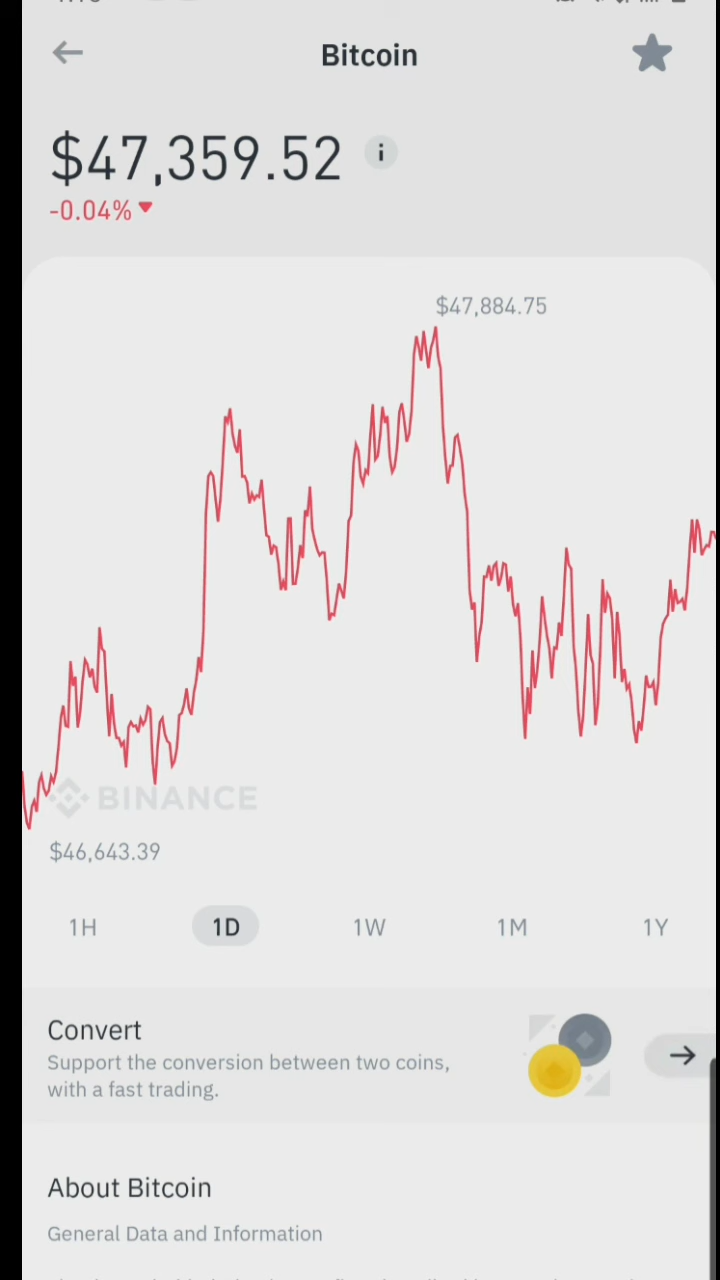 Bitcoin
$47,359.52
i
-0.04%
$47,884.75
BINANCE
$46,643.39
1H 1D 1W 1M 1Y
Convert
Support the conversion between two coins,
with a fast trading.
About Bitcoin
General Data and Information